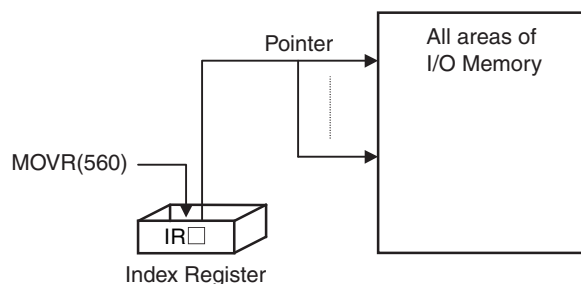 Pointer
All areas of
I/O Memory
MOVR(560)
IR□
Index Register